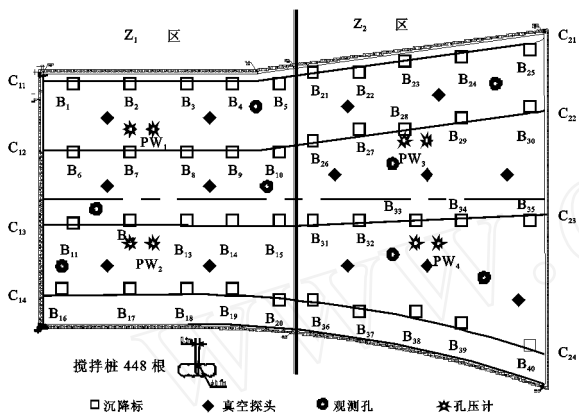 Z₁ 区
Z₂ 区
C₂₁
C₁₁
B₁ B₂ B₃ B₄ B₅ B₂₁ B₂₂ B₂₃ B₂₄ B₂₅
PW₁
B₂₈
C₂₂
C₁₂
B₆ B₇ B₈ B₉ B₁₀ B₂₆ B₂₇ PW₃ B₂₉ B₃₀
C₁₃
C₂₃
B₃₃ B₃₄ B₃₅
B₁₁ B B₁₃ B₁₄ B₁₅ B₃₁ B₃₂
PW₂
PW₄
C₁₄
B₁₆ B₁₇ B₁₈ B₁₉ B₂₀ B₃₆ B₃₇ B₃₈ B₃₉ B₄₀
C₂₄
搅拌桩 448 根
沉降标 真空探头 观测孔 孔压计